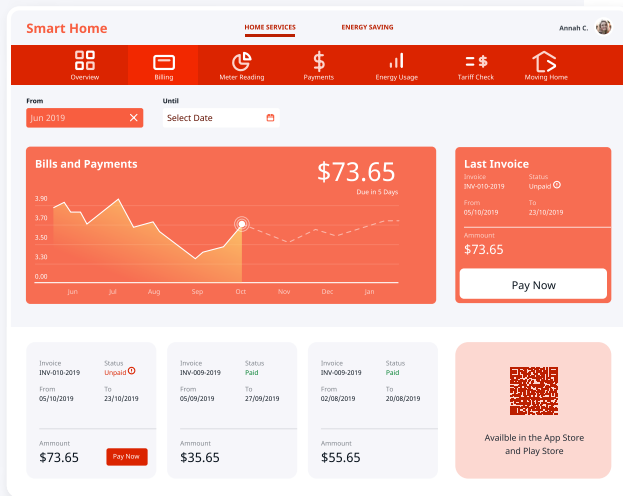 Smart Home
HOME SERVICES
ENERGY SAVING
Annah C.
Overview
Billing
Meter Reading
Payments
Energy Usage
Tariff Check
Moving Home
From
Until
Jun 2019
Select Date
Bills and Payments
$73.65
Due in 5 Days
3.90
3.70
3.50
3.30
0.00
Jun Jul Aug Sep Oct Nov Dec Jan
Last Invoice
Invoice Status
INV-010-2019 Unpaid
From To
05/10/2019 23/10/2019
Ammount
$73.65
Pay Now
Invoice Status
INV-010-2019 Unpaid
From To
05/10/2019 23/10/2019
Ammount
$73.65 Pay Now
Invoice Status
INV-009-2019 Paid
From To
05/09/2019 27/09/2019
Ammount
$35.65
Invoice Status
INV-009-2019 Paid
From To
02/08/2019 20/08/2019
Ammount
$55.65
Availble in the App Store
and Play Store